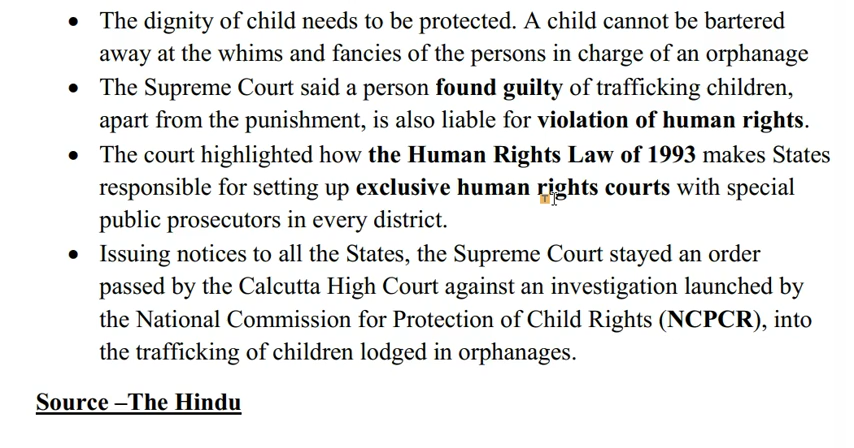 • The dignity of child needs to be protected. A child cannot be bartered
away at the whims and fancies of the persons in charge of an orphanage
• The Supreme Court said a person found guilty of trafficking children,
apart from the punishment, is also liable for violation of human rights.
• The court highlighted how the Human Rights Law of 1993 makes States
responsible for setting up exclusive human rights courts with special
public prosecutors in every district.
• Issuing notices to all the States, the Supreme Court stayed an order
passed by the Calcutta High Court against an investigation launched by
the National Commission for Protection of Child Rights (NCPCR), into
the trafficking of children lodged in orphanages.
Source –The Hindu